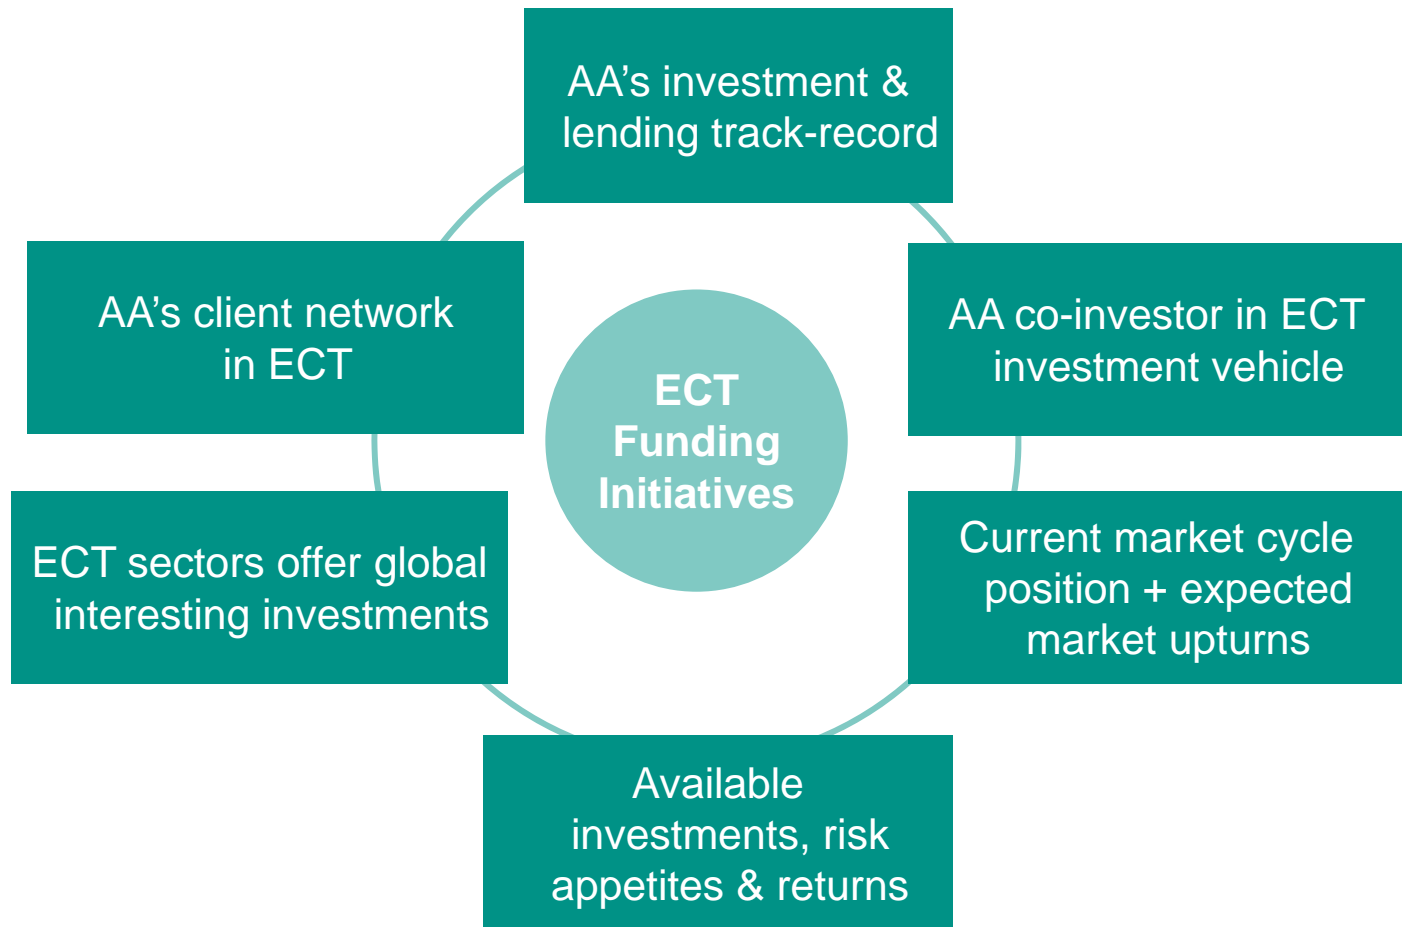 AA’s investment &
lending track-record
AA’s client network
in ECT
AA co-investor in ECT
investment vehicle
ECT
Funding
Initiatives
ECT sectors offer global
interesting investments
Current market cycle
position + expected
market upturns
Available
investments, risk
appetites & returns